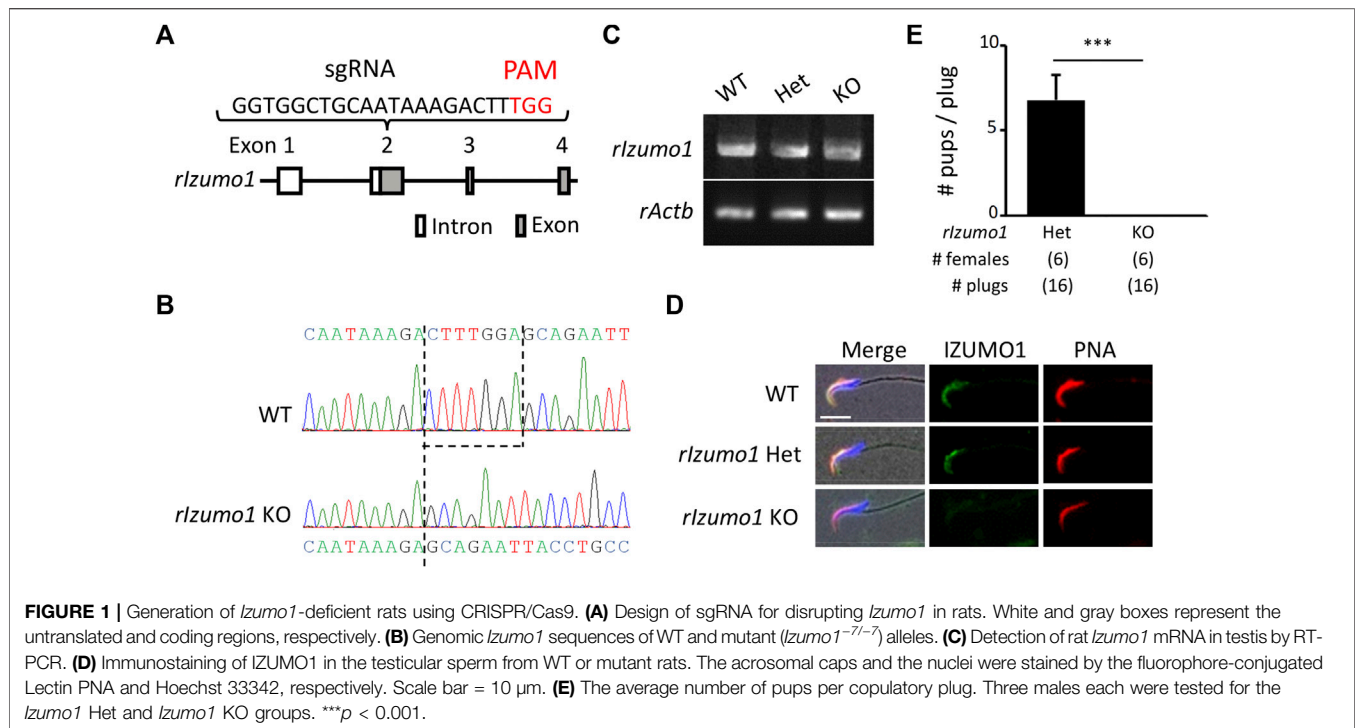 A
sgRNA PAM
GGTGGCTGCAATAAAGACTTTGG
Exon 1 2 3 4
rIzumo1
Intron Exon
B
CAATAAAGACTTTGGAGCAGAATT
WT
rIzumo1 KO
CAATAAAGAGCAGAATTACCTGCC
C
WT Het KO
rIzumo1
rActb
E
***
10
5
0
# pups / plug
rIzumo1 Het KO
# females (6) (6)
# plugs (16) (16)
D
Merge IZUMO1 PNA
WT
rIzumo1 Het
rIzumo1 KO
FIGURE 1 | Generation of Izumo1-deficient rats using CRISPR/Cas9. (A) Design of sgRNA for disrupting Izumo1 in rats. White and gray boxes represent the
untranslated and coding regions, respectively. (B) Genomic Izumo1 sequences of WT and mutant (Izumo1⁻⁷/⁻⁷) alleles. (C) Detection of rat Izumo1 mRNA in testis by RT-
PCR. (D) Immunostaining of IZUMO1 in the testicular sperm from WT or mutant rats. The acrosomal caps and the nuclei were stained by the fluorophore-conjugated
Lectin PNA and Hoechst 33342, respectively. Scale bar = 10 μm. (E) The average number of pups per copulatory plug. Three males each were tested for the
Izumo1 Het and Izumo1 KO groups. ***p < 0.001.